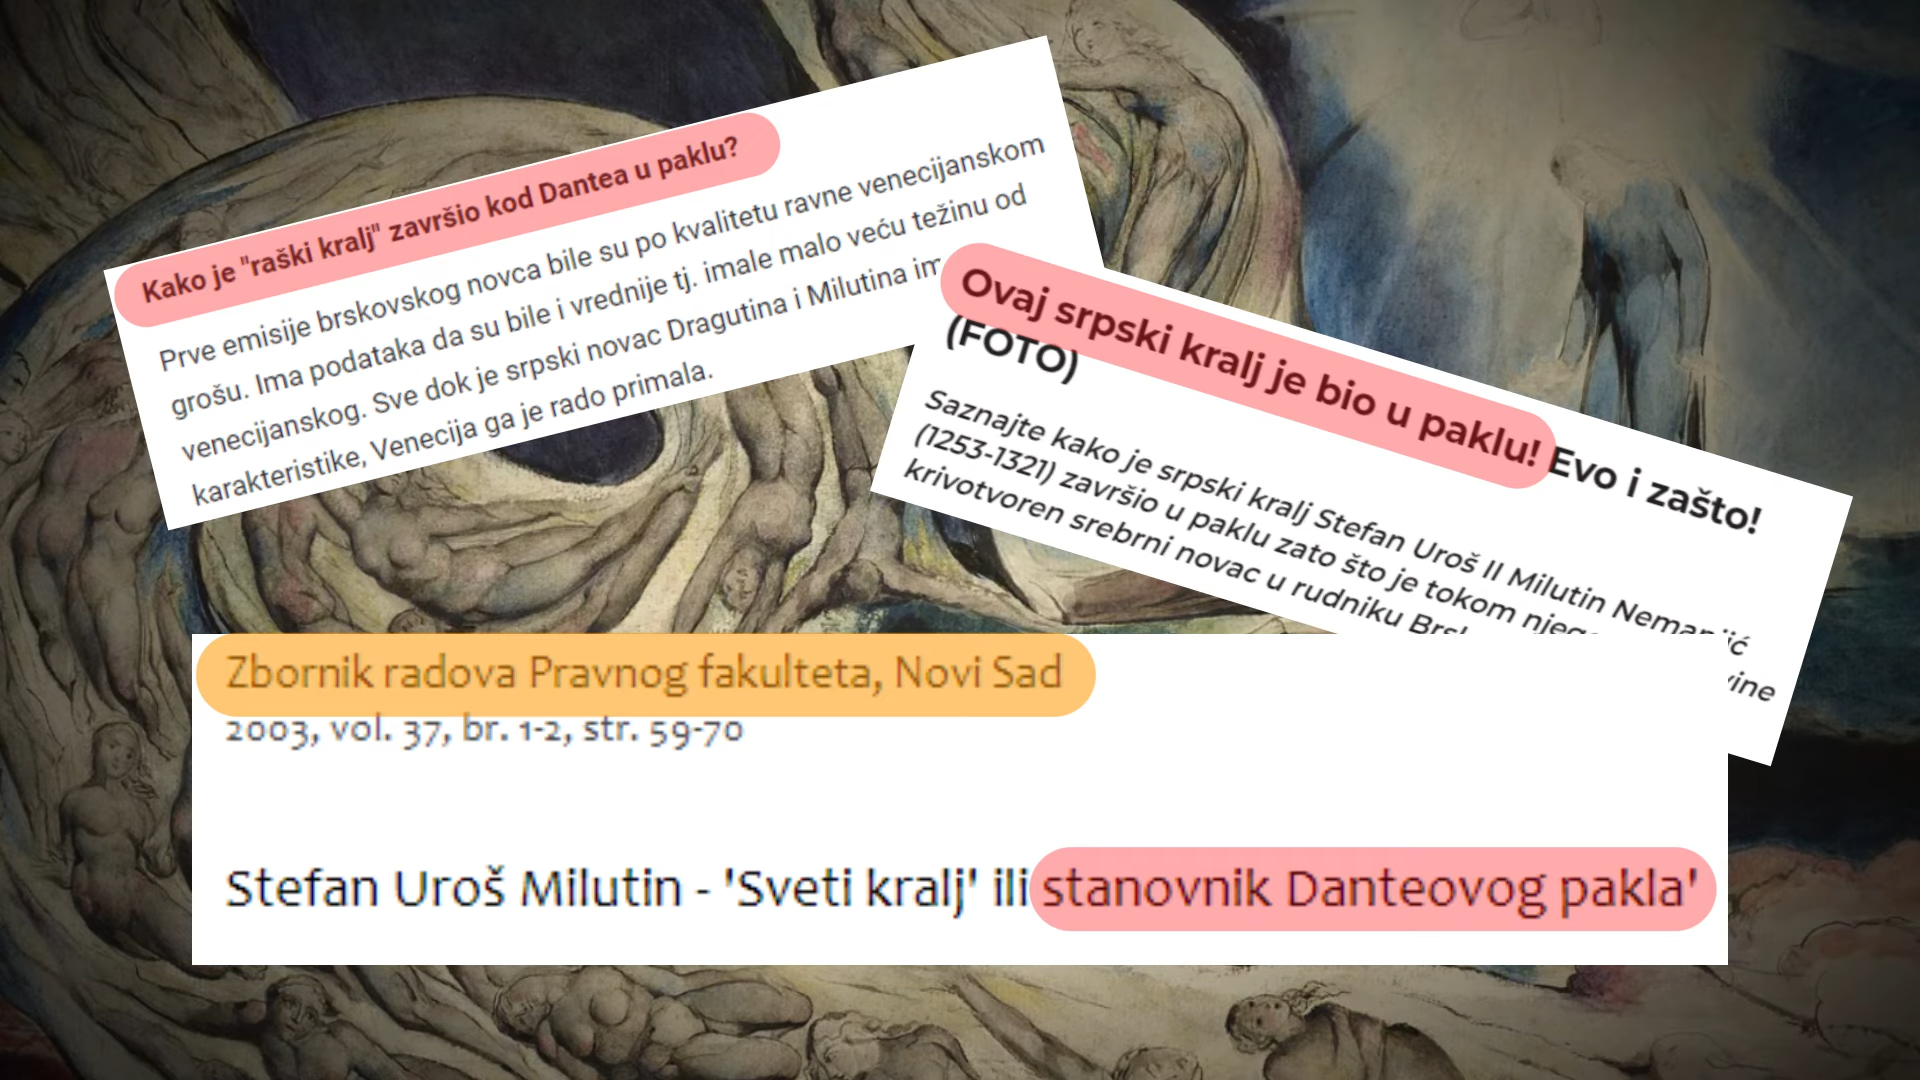 Kako je "raški kralj" završio kod Dantea u paklu?
Prve emisije brskovskog novca bile su po kvalitetu ravne venecijanskom
grošu. Ima podataka da su bile i vrednije tj. imale malo veću težinu od
venecijanskog. Sve dok je srpski novac Dragutina i Milutina
karakteristike, Venecija ga je rado primala.
Ovaj srpski kralj je bio u paklu! Evo i zašto!
(FOTO)
Saznajte kako je srpski kralj Stefan Uroš II Milutin Nemanjić
(1253-1321) završio u paklu zato što je tokom
krivotvoren srebrni novac u rudniku
Zbornik radova Pravnog fakulteta, Novi Sad
2003, vol. 37, br. 1-2, str. 59-70
Stefan Uroš Milutin - 'Sveti kralj' ili stanovnik Danteovog pakla'